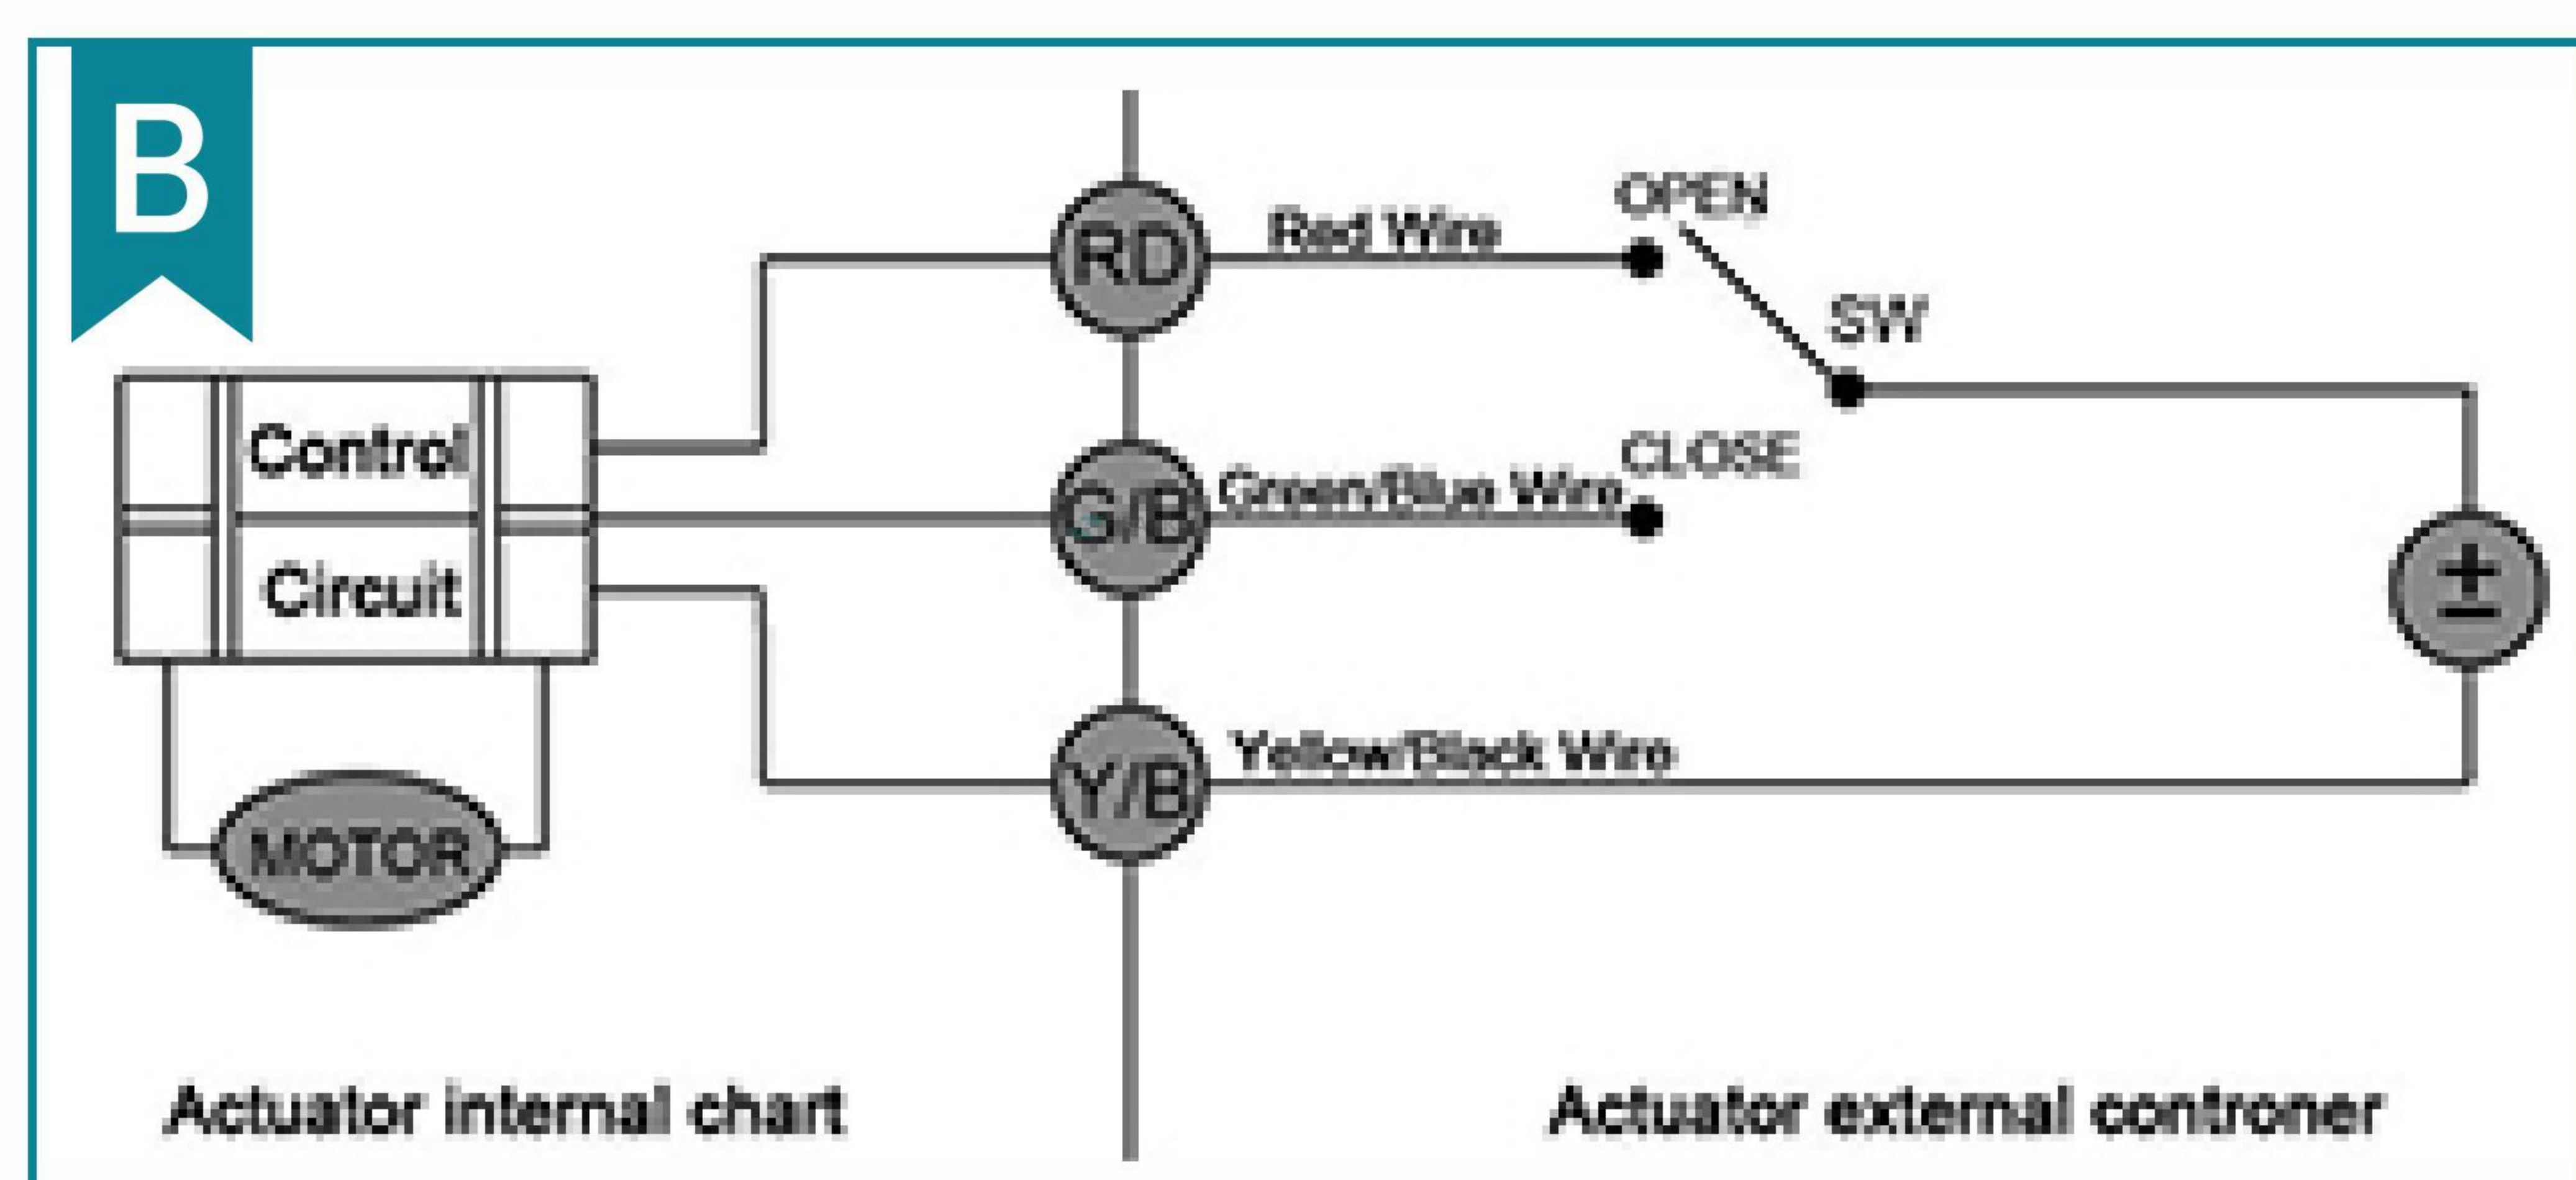 B
OPEN
RD
Red Wire
SW
Control
CLOSE
G/B
Green/Blue Wire
Circuit
±
Yellow/Black Wire
Y/B
MOTOR
Actuator internal chart
Actuator external controner